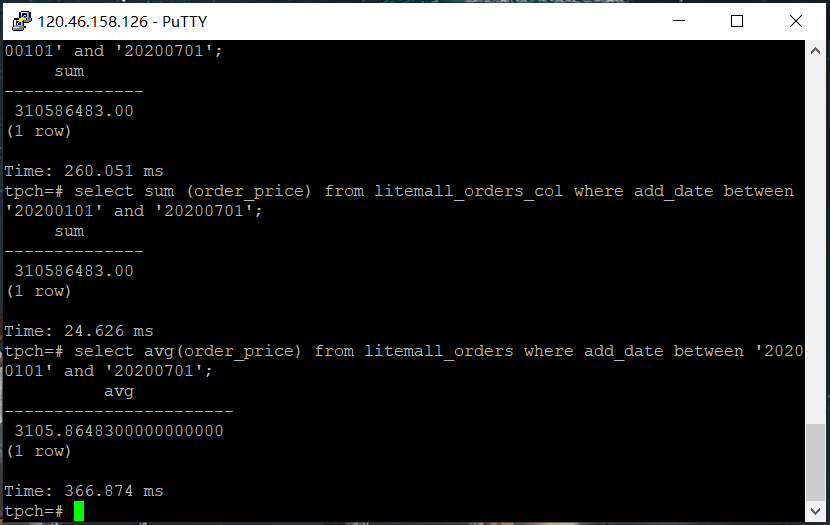 120.46.158.126 - PuTTY
00101' and '20200701';
sum
--------------
310586483.00
(1 row)
Time: 260.051 ms
tpch=# select sum (order_price) from litemall_orders_col where add_date between
'20200101' and '20200701';
sum
--------------
310586483.00
(1 row)
Time: 24.626 ms
tpch=# select avg(order_price) from litemall_orders where add_date between '2020
0101' and '20200701';
avg
-----------------------
3105.8648300000000000
(1 row)
Time: 366.874 ms
tpch=#